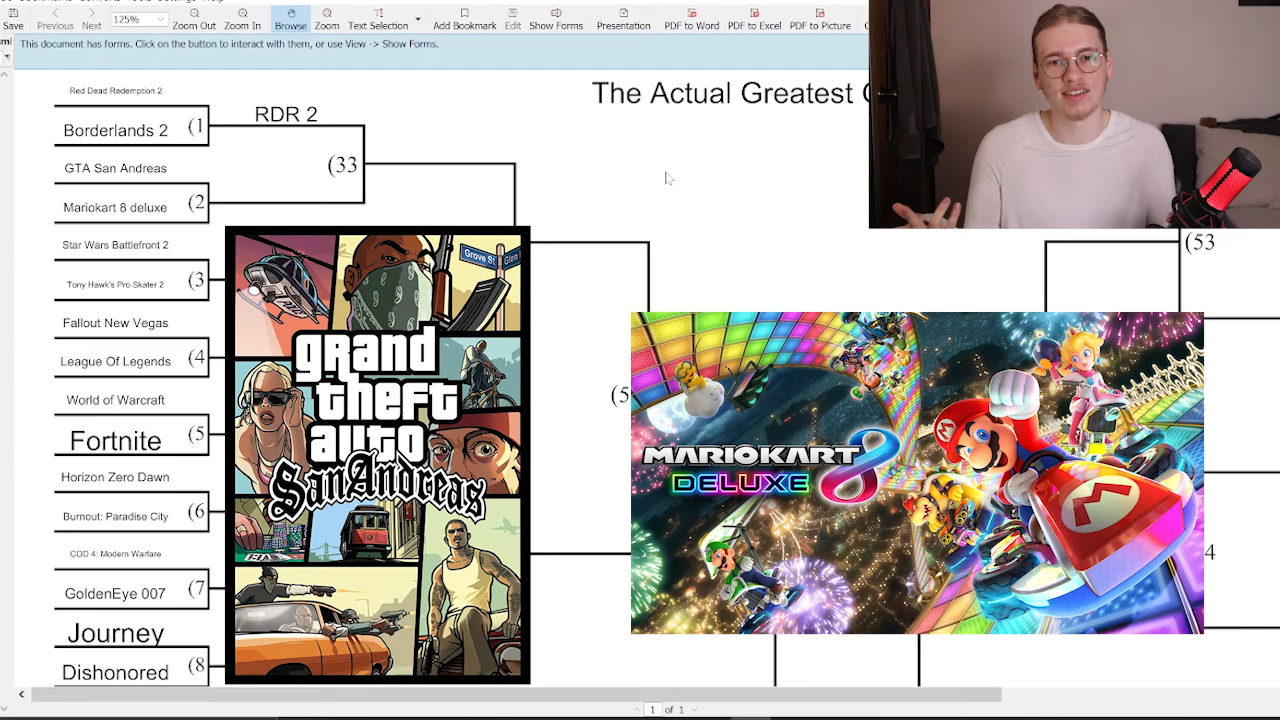 Save Previous Next 125% Zoom Out Zoom In Browse Zoom Text Selection Add Bookmark Edit Show Forms Presentation PDF to Word PDF to Excel PDF to Picture
This document has forms. Click on the button to interact with them, or use View -> Show Forms.
The Actual Greatest
Red Dead Redemption 2
RDR 2
Borderlands 2 (1
(33
GTA San Andreas
Mariokart 8 deluxe (2
Star Wars Battlefront 2
Tony Hawk's Pro Skater 2 (3
Fallout New Vegas
League Of Legends (4
World of Warcraft
Fortnite (5
Horizon Zero Dawn
Burnout: Paradise City (6
COD 4: Modern Warfare
GoldenEye 007 (7
Journey
Dishonored (8
Grove St
Glen
grand
theft
auto
San Andreas
(53
(5
MARIOKART 8
DELUXE
M
4
1 of 1